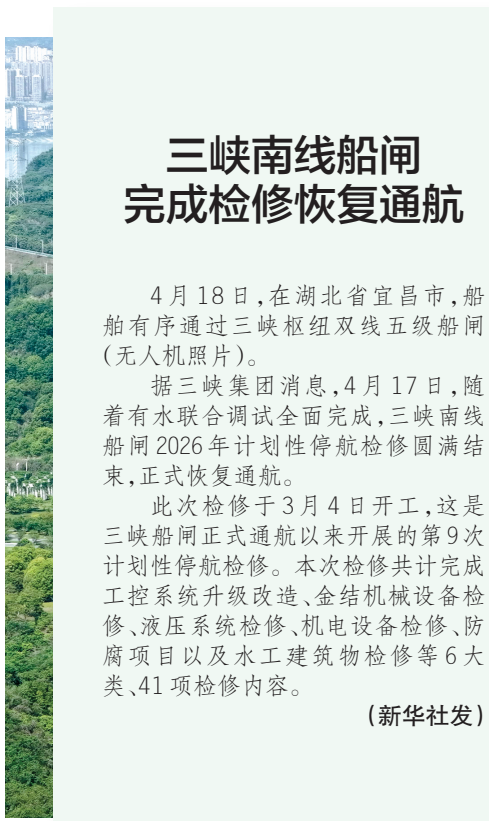 三峡南线船闸
完成检修恢复通航
4月18日，在湖北省宜昌市，船
舶有序通过三峡枢纽双线五级船闸
（无人机照片）。
据三峡集团消息，4月17日，随
着有水联合调试全面完成，三峡南线
船闸2026年计划性停航检修圆满结
束，正式恢复通航。
此次检修于3月4日开工，这是
三峡船闸正式通航以来开展的第9次
计划性停航检修。本次检修共计完成
工控系统升级改造、金结机械设备检
修、液压系统检修、机电设备检修、防
腐项目以及水工建筑物检修等6大
类、41项检修内容。
（新华社发）